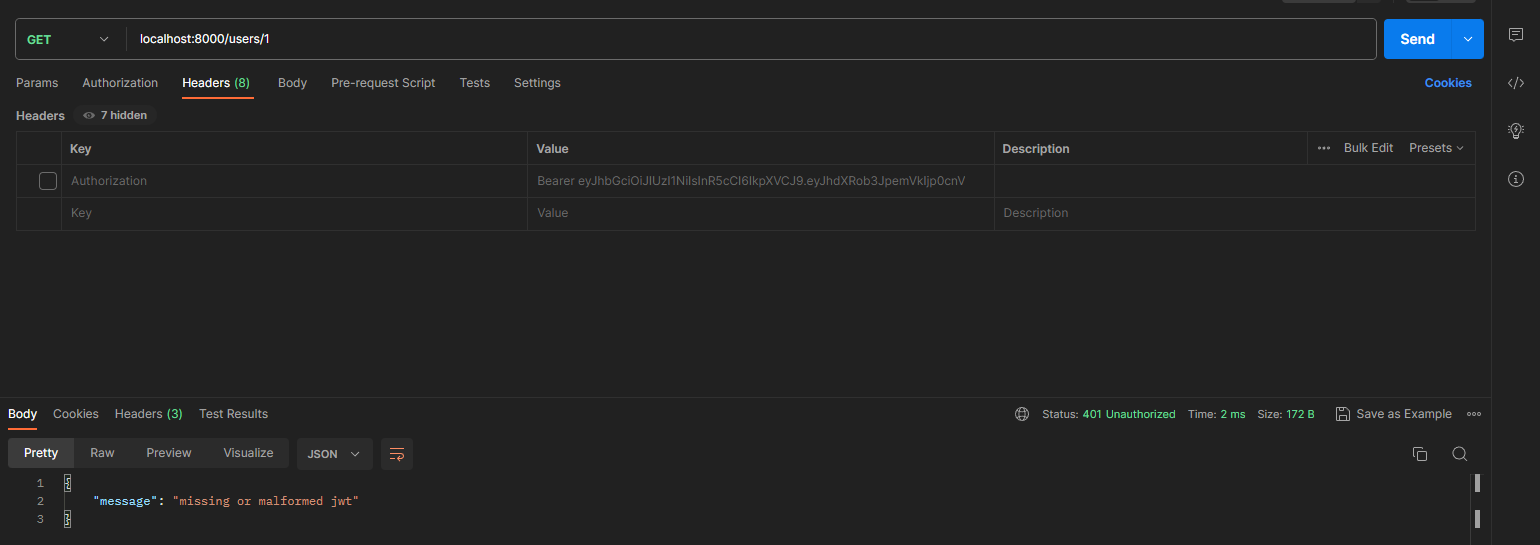 GET localhost:8000/users/1 Send
Params Authorization Headers (8) Body Pre-request Script Tests Settings Cookies
Headers 7 hidden
Key Value Description ••• Bulk Edit Presets
Authorization Bearer eyJhbGciOiJIUzI1NiIsInR5cCI6IkpXVCJ9.eyJhdXRob3JpemVkIjp0cnV
Key Value Description
Body Cookies Headers (3) Test Results Status: 401 Unauthorized Time: 2 ms Size: 172 B Save as Example
Pretty Raw Preview Visualize JSON
1 {
2 "message": "missing or malformed jwt"
3 }